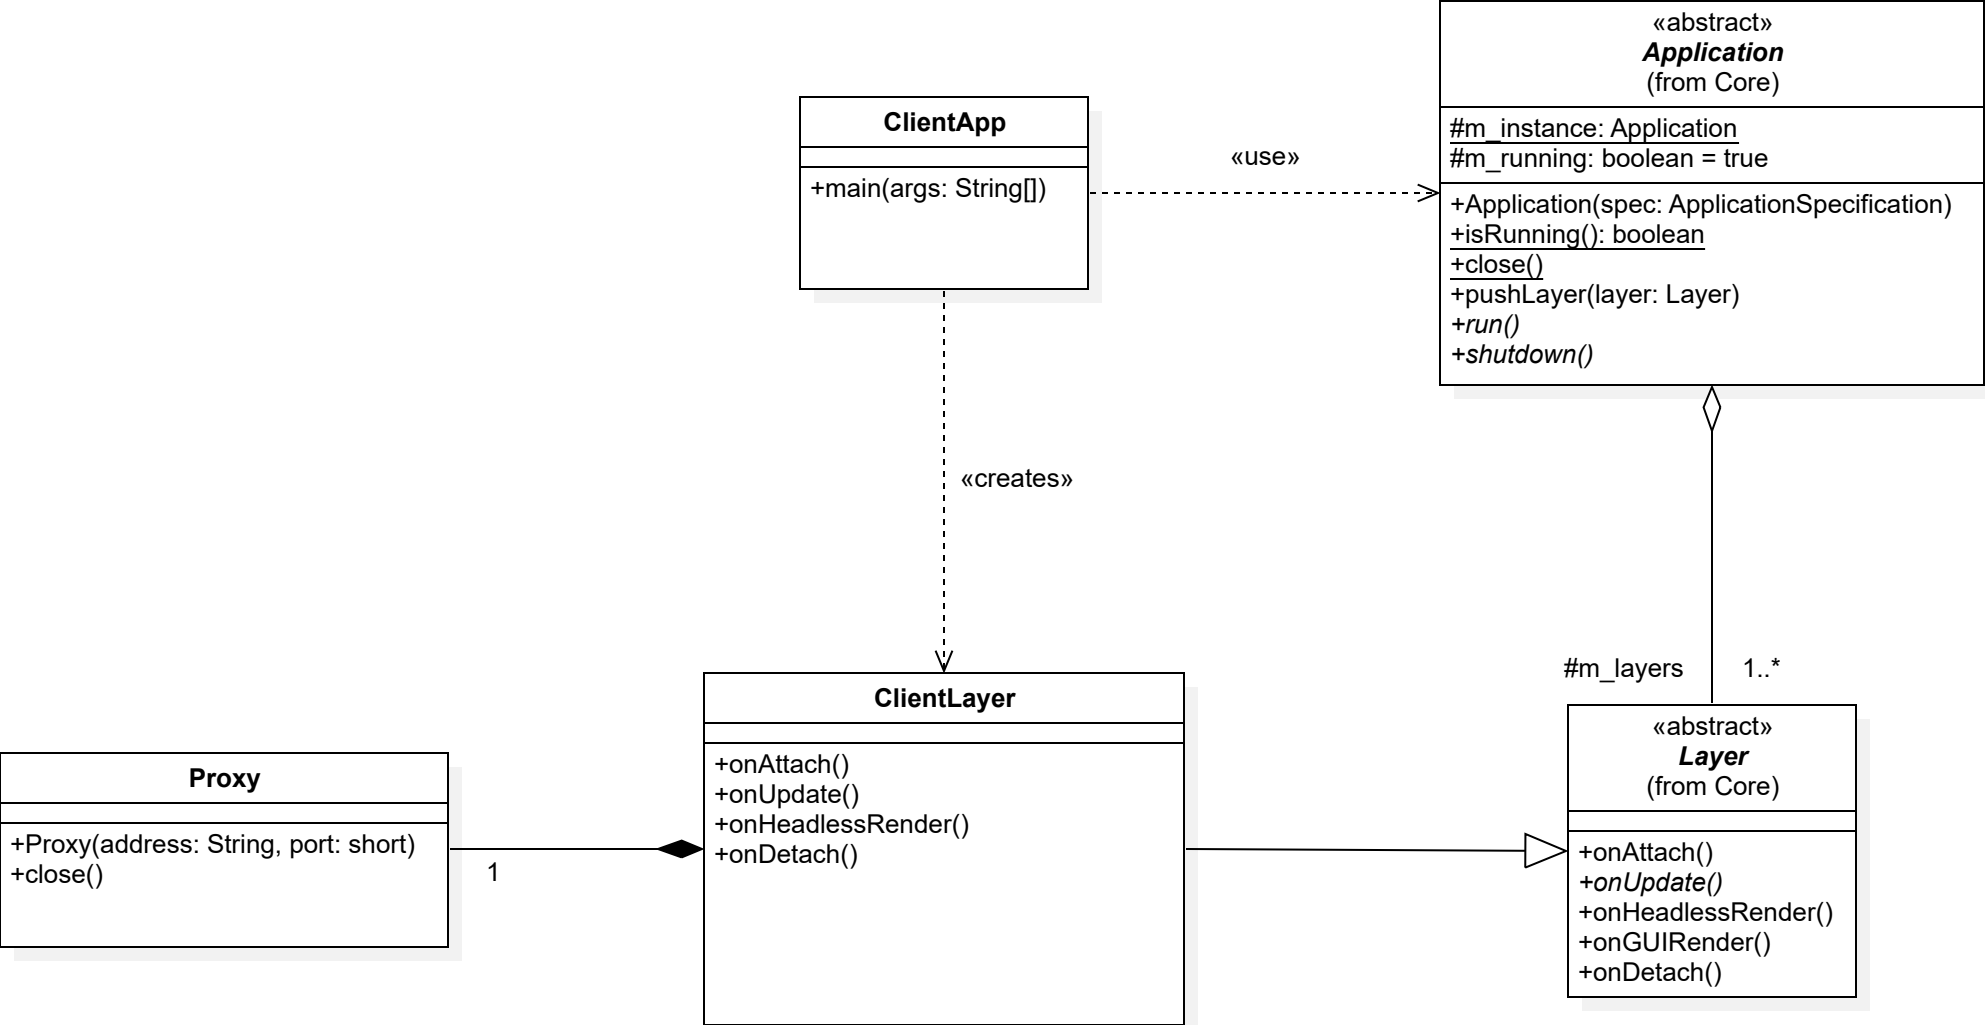 «abstract»
Application
(from Core)
#m_instance: Application
#m_running: boolean = true
+Application(spec: ApplicationSpecification)
+isRunning(): boolean
+close()
+pushLayer(layer: Layer)
+run()
+shutdown()
ClientApp
+main(args: String[])
«use»
«creates»
#m_layers
1..*
ClientLayer
+onAttach()
+onUpdate()
+onHeadlessRender()
+onDetach()
Proxy
+Proxy(address: String, port: short)
+close()
1
«abstract»
Layer
(from Core)
+onAttach()
+onUpdate()
+onHeadlessRender()
+onGUIRender()
+onDetach()